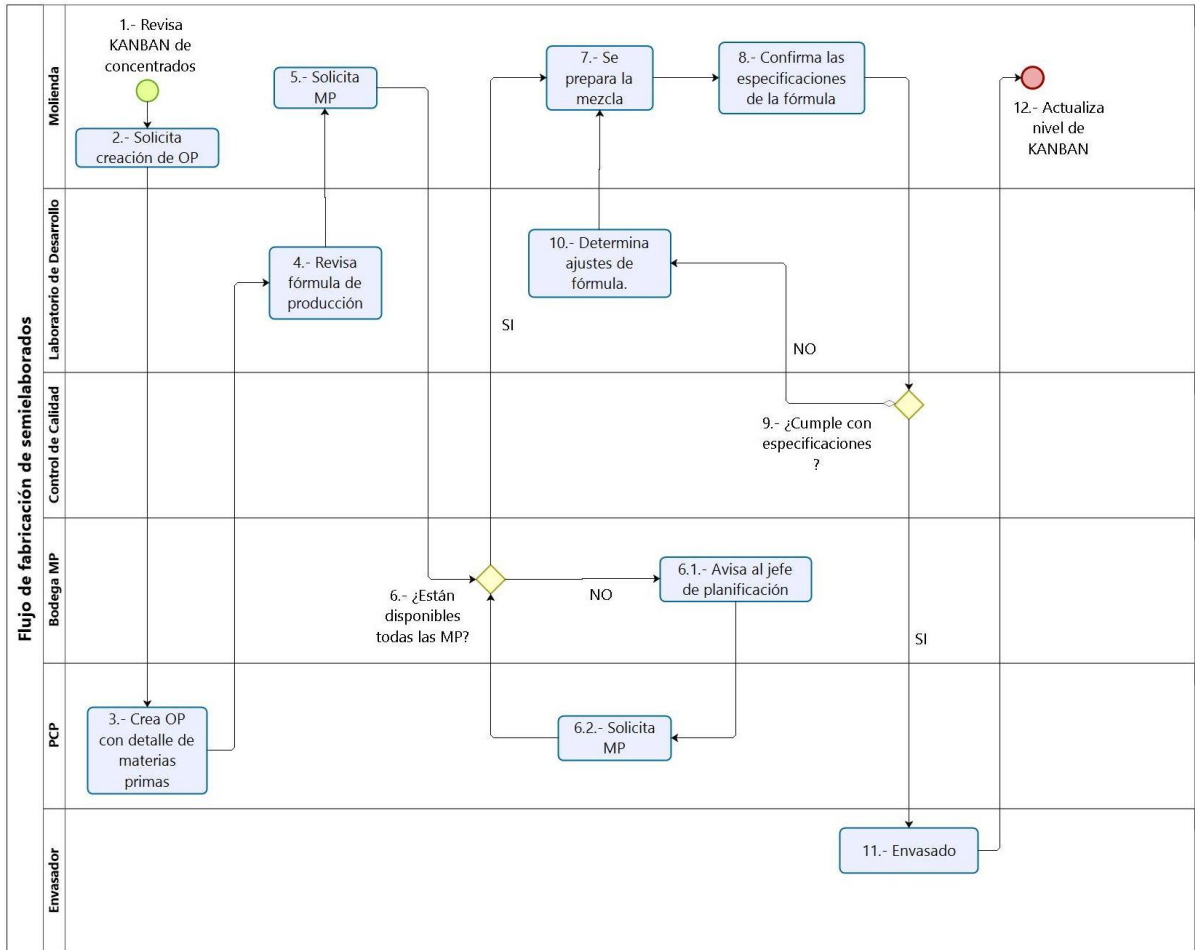 Flujo de fabricación de semielaborados
Molienda
1.- Revisa
KANBAN de
concentrados
2.- Solicita
creación de OP
5.- Solicita
MP
7.- Se
prepara la
mezcla
8.- Confirma las
especificaciones
de la fórmula
12.- Actualiza
nivel de
KANBAN
Laboratorio de Desarrollo
4.- Revisa
fórmula de
producción
10.- Determina
ajustes de
fórmula.
SI
NO
Control de Calidad
9.- ¿Cumple con
especificaciones
?
Bodega MP
6.- ¿Están
disponibles
todas las MP?
NO
6.1.- Avisa al jefe
de planificación
SI
PCP
3.- Crea OP
con detalle de
materias
primas
6.2.- Solicita
MP
Envasador
11.- Envasado